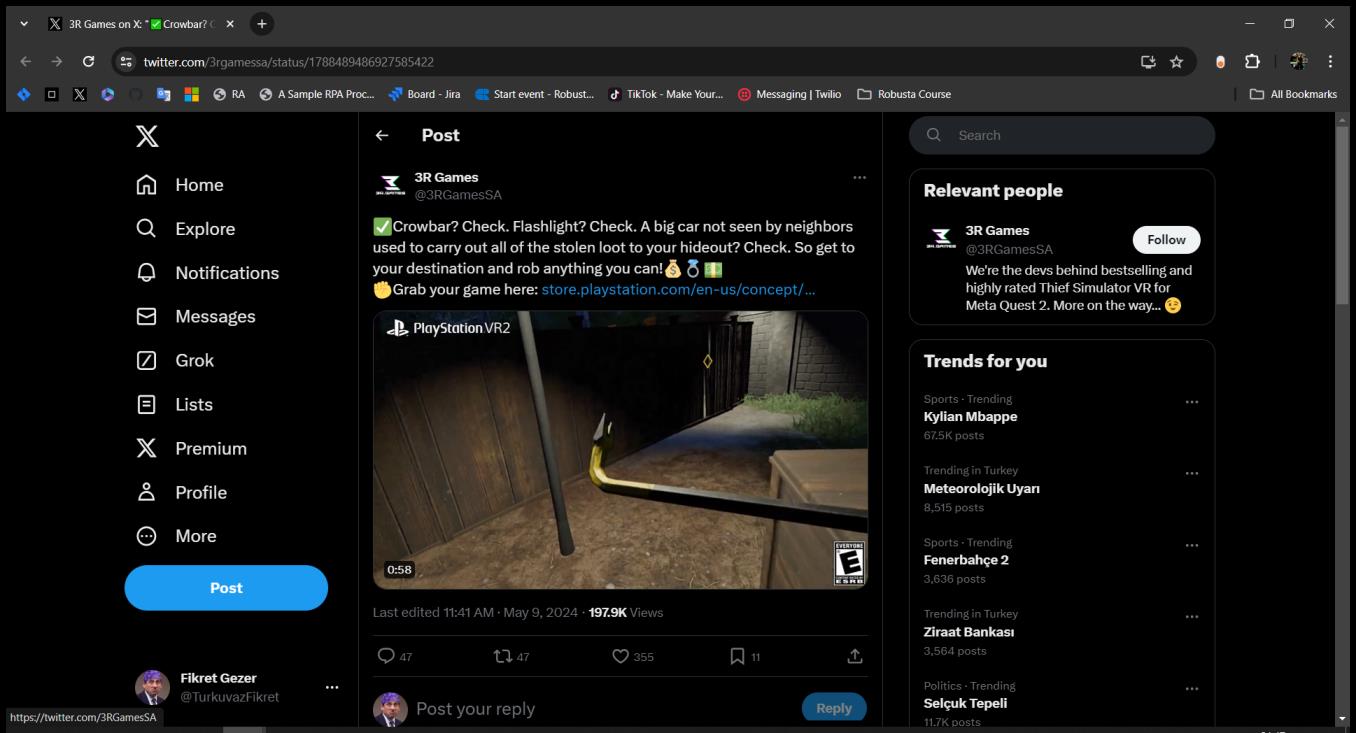 3R Games on X: "✅Crowbar? C
twitter.com/3rgamessa/status/1788489486927585422
RA
A Sample RPA Proc...
Board - Jira
Start event - Robust...
TikTok - Make Your...
Messaging | Twilio
Robusta Course
All Bookmarks
Home
Explore
Notifications
Messages
Grok
Lists
Premium
Profile
More
Post
Fikret Gezer
@TurkuvazFikret
https://twitter.com/3RGamesSA
Post
3R Games
@3RGamesSA
✅Crowbar? Check. Flashlight? Check. A big car not seen by neighbors
used to carry out all of the stolen loot to your hideout? Check. So get to
your destination and rob anything you can!💰💍💵
✊Grab your game here: store.playstation.com/en-us/concept/...
PlayStation VR2
EVERYONE
E
ESRB
0:58
Last edited 11:41 AM · May 9, 2024 · 197.9K Views
47
47
355
11
Post your reply
Reply
Search
Relevant people
3R Games
@3RGamesSA
Follow
We're the devs behind bestselling and
highly rated Thief Simulator VR for
Meta Quest 2. More on the way... 😉
Trends for you
Sports · Trending
Kylian Mbappe
67.5K posts
Trending in Turkey
Meteorolojik Uyarı
8,515 posts
Sports · Trending
Fenerbahçe 2
3,636 posts
Trending in Turkey
Ziraat Bankası
3,564 posts
Politics · Trending
Selçuk Tepeli
11.7K posts